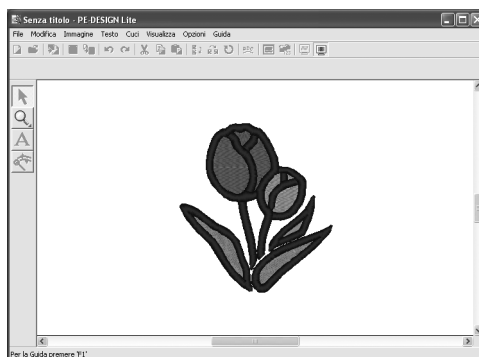 Senza titolo - PE-DESIGN Lite
File Modifica Immagine Testo Cuci Visualizza Opzioni Guida
A
Per la Guida premere 'F1'